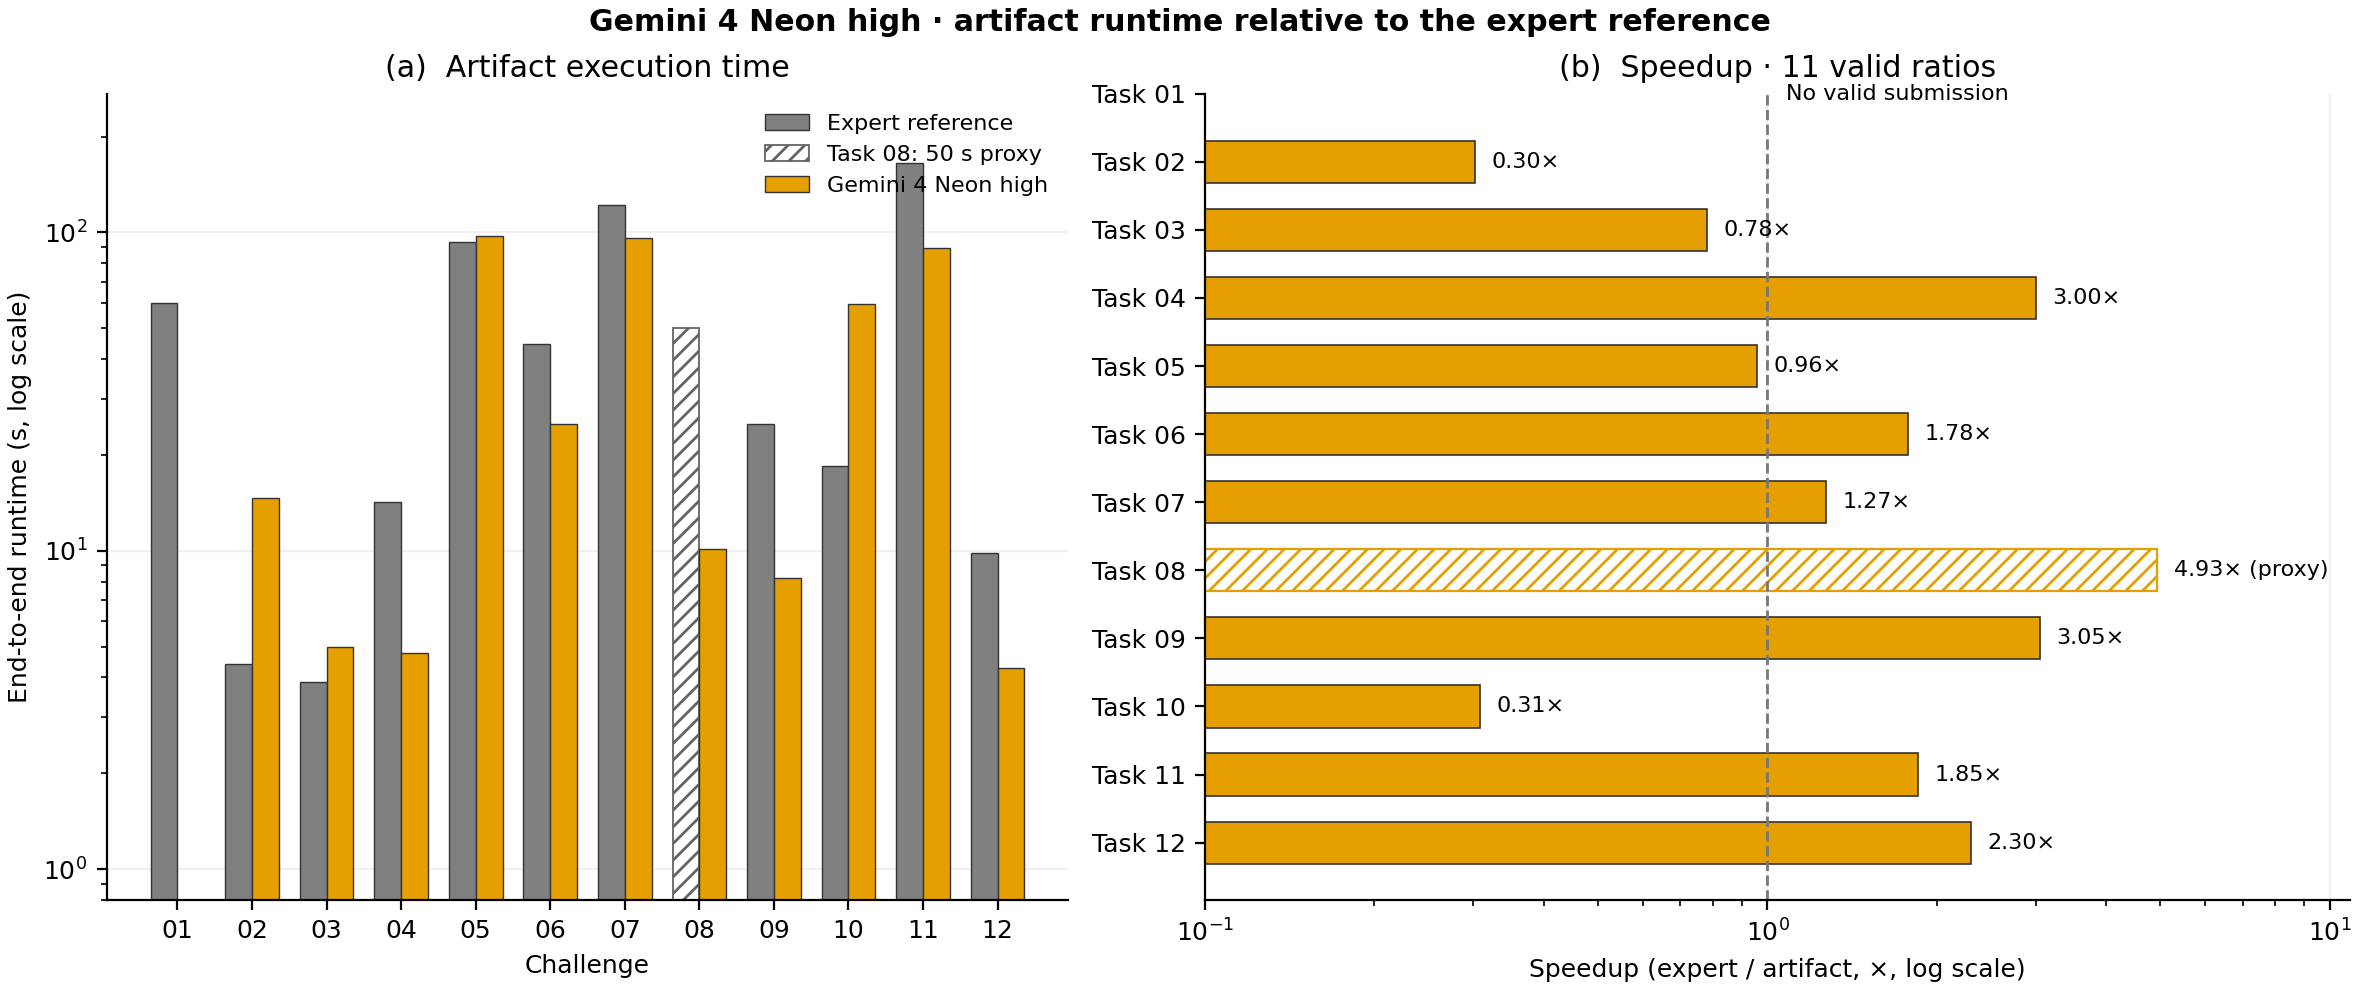 Gemini 4 Neon high · artifact runtime relative to the expert reference
(a) Artifact execution time
Expert reference
Task 08: 50 s proxy
Gemini 4 Neon high
End-to-end runtime (s, log scale)
10²
10¹
10⁰
01 02 03 04 05 06 07 08 09 10 11 12
Challenge
(b) Speedup · 11 valid ratios
Task 01 No valid submission
Task 02 0.30×
Task 03 0.78×
Task 04 3.00×
Task 05 0.96×
Task 06 1.78×
Task 07 1.27×
Task 08 4.93× (proxy)
Task 09 3.05×
Task 10 0.31×
Task 11 1.85×
Task 12 2.30×
10⁻¹ 10⁰ 10¹
Speedup (expert / artifact, ×, log scale)